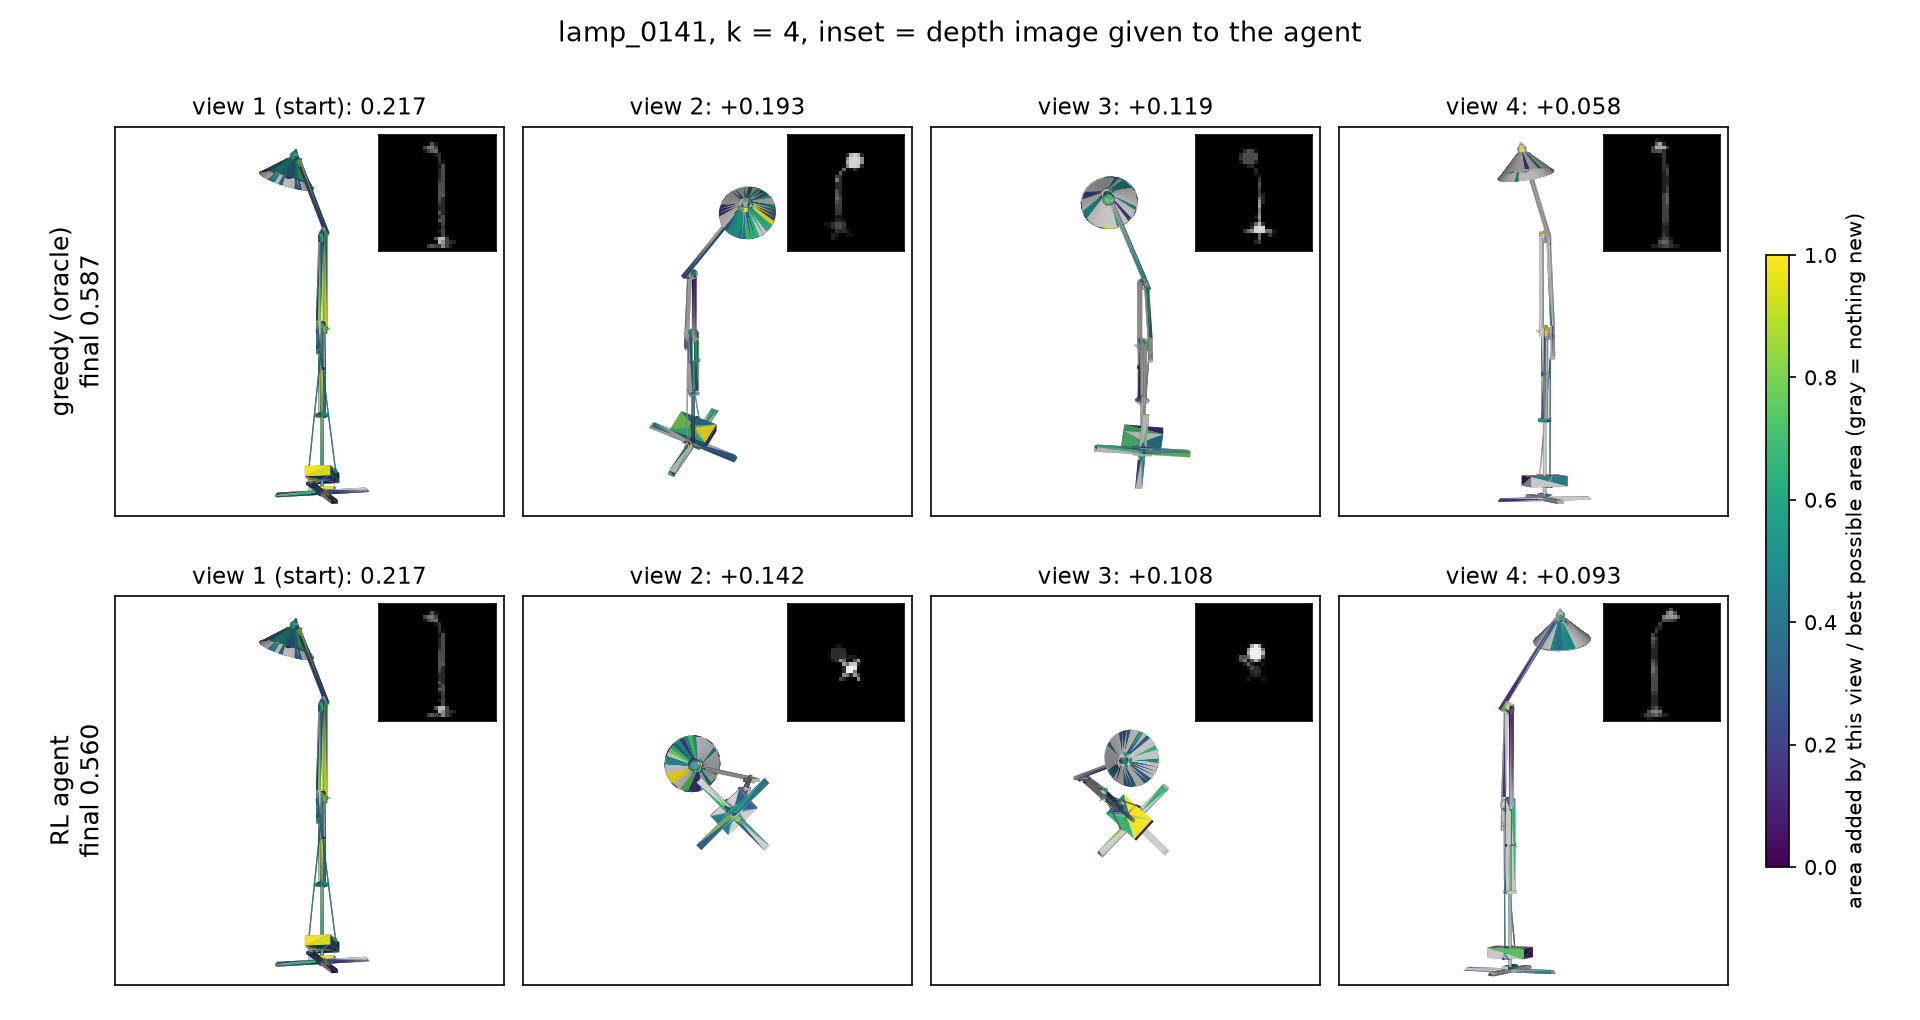 lamp_0141, k = 4, inset = depth image given to the agent
view 1 (start): 0.217
view 2: +0.193
view 3: +0.119
view 4: +0.058
greedy (oracle)
final 0.587
view 1 (start): 0.217
view 2: +0.142
view 3: +0.108
view 4: +0.093
RL agent
final 0.560
1.0
0.8
0.6
0.4
0.2
0.0
area added by this view / best possible area (gray = nothing new)